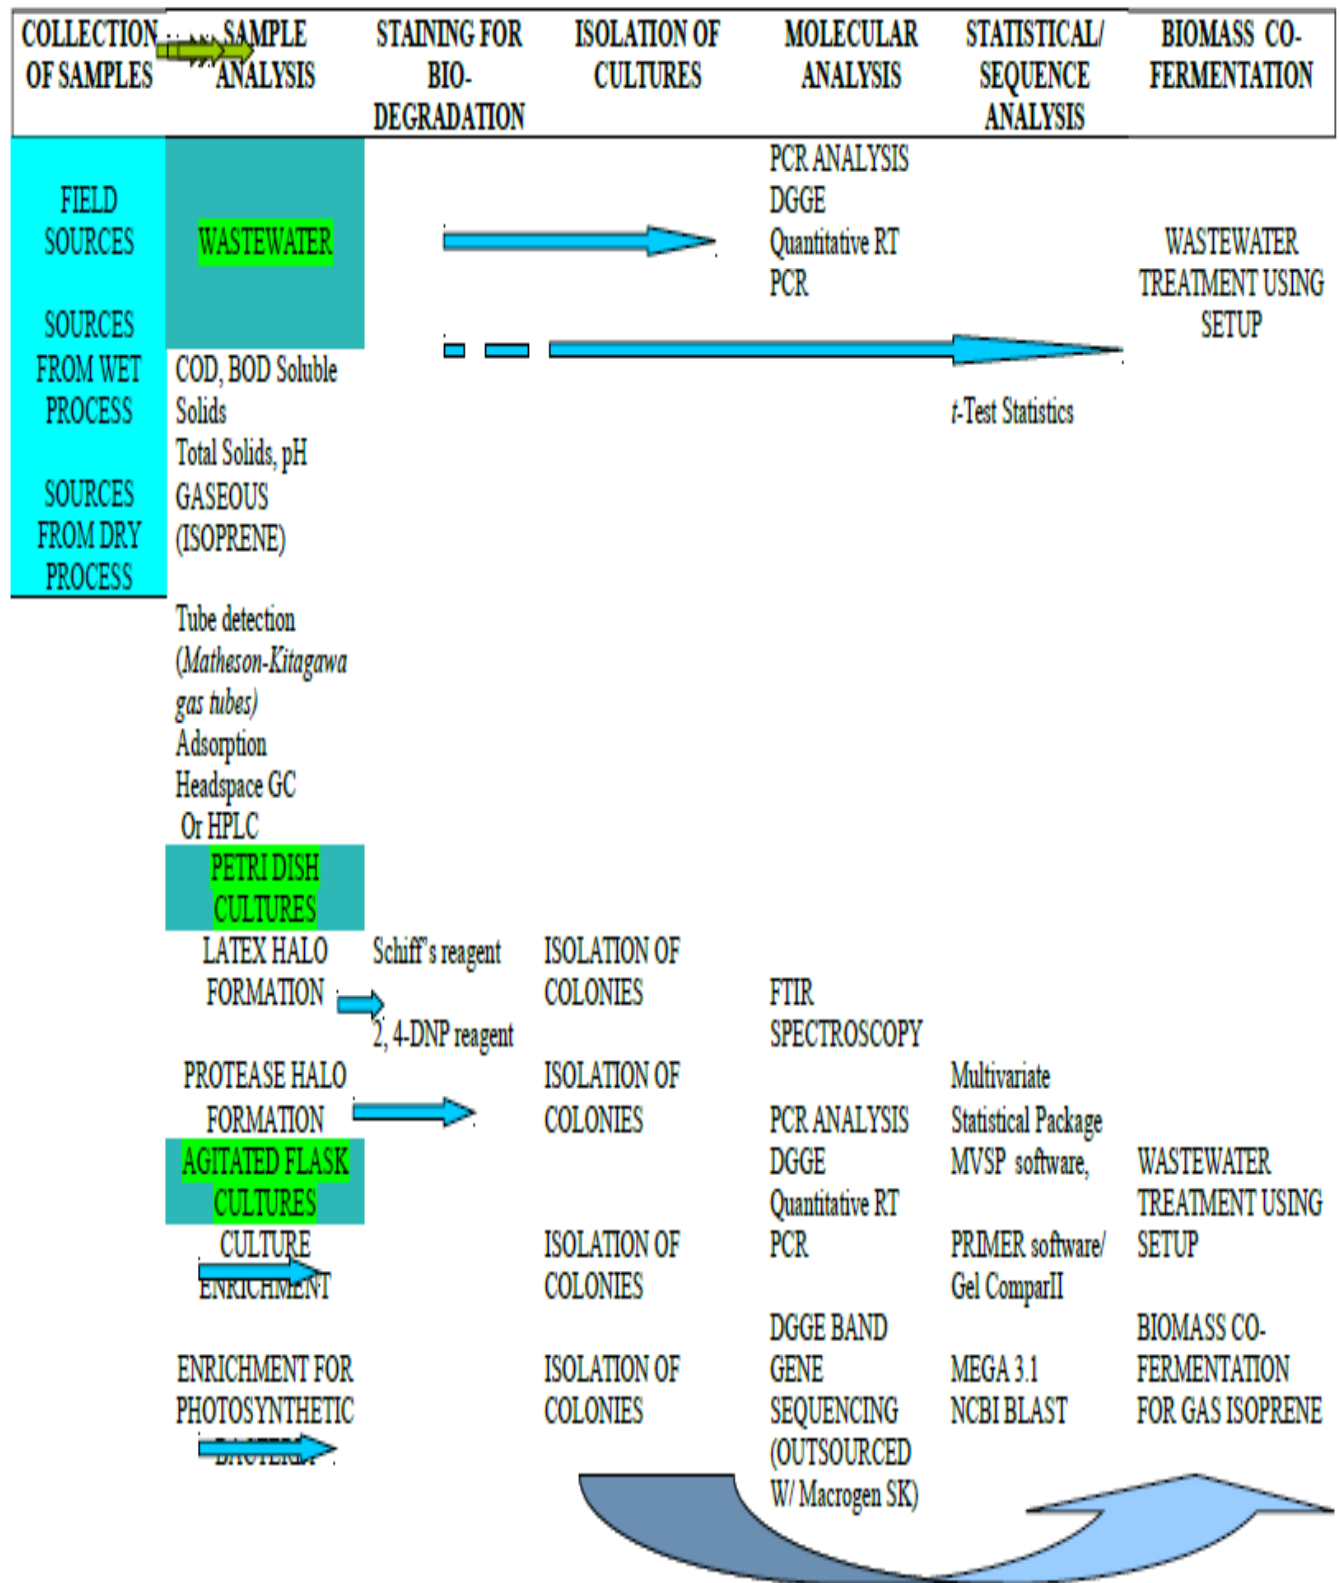 COLLECTION
OF SAMPLES
SAMPLE
ANALYSIS
STAINING FOR
BIO-
DEGRADATION
ISOLATION OF
CULTURES
MOLECULAR
ANALYSIS
STATISTICAL/
SEQUENCE
ANALYSIS
BIOMASS CO-
FERMENTATION
FIELD
SOURCES
SOURCES
FROM WET
PROCESS
SOURCES
FROM DRY
PROCESS
WASTEWATER
COD, BOD Soluble
Solids
Total Solids, pH
GASEOUS
(ISOPRENE)
Tube detection
(Matheson-Kitagawa
gas tubes)
Adsorption
Headspace GC
Or HPLC
PCR ANALYSIS
DGGE
Quantitative RT
PCR
t-Test Statistics
WASTEWATER
TREATMENT USING
SETUP
PETRI DISH
CULTURES
LATEX HALO
FORMATION
Schiff's reagent
2, 4-DNP reagent
ISOLATION OF
COLONIES
FTIR
SPECTROSCOPY
PROTEASE HALO
FORMATION
ISOLATION OF
COLONIES
PCR ANALYSIS
DGGE
Quantitative RT
PCR
Multivariate
Statistical Package
MVSP software,
PRIMER software/
Gel ComparII
WASTEWATER
TREATMENT USING
SETUP
AGITATED FLASK
CULTURES
CULTURE
ENRICHMENT
ISOLATION OF
COLONIES
ENRICHMENT FOR
PHOTOSYNTHETIC
BACTERIA
ISOLATION OF
COLONIES
DGGE BAND
GENE
SEQUENCING
(OUTSOURCED
W/ Macrogen SK)
MEGA 3.1
NCBI BLAST
BIOMASS CO-
FERMENTATION
FOR GAS ISOPRENE